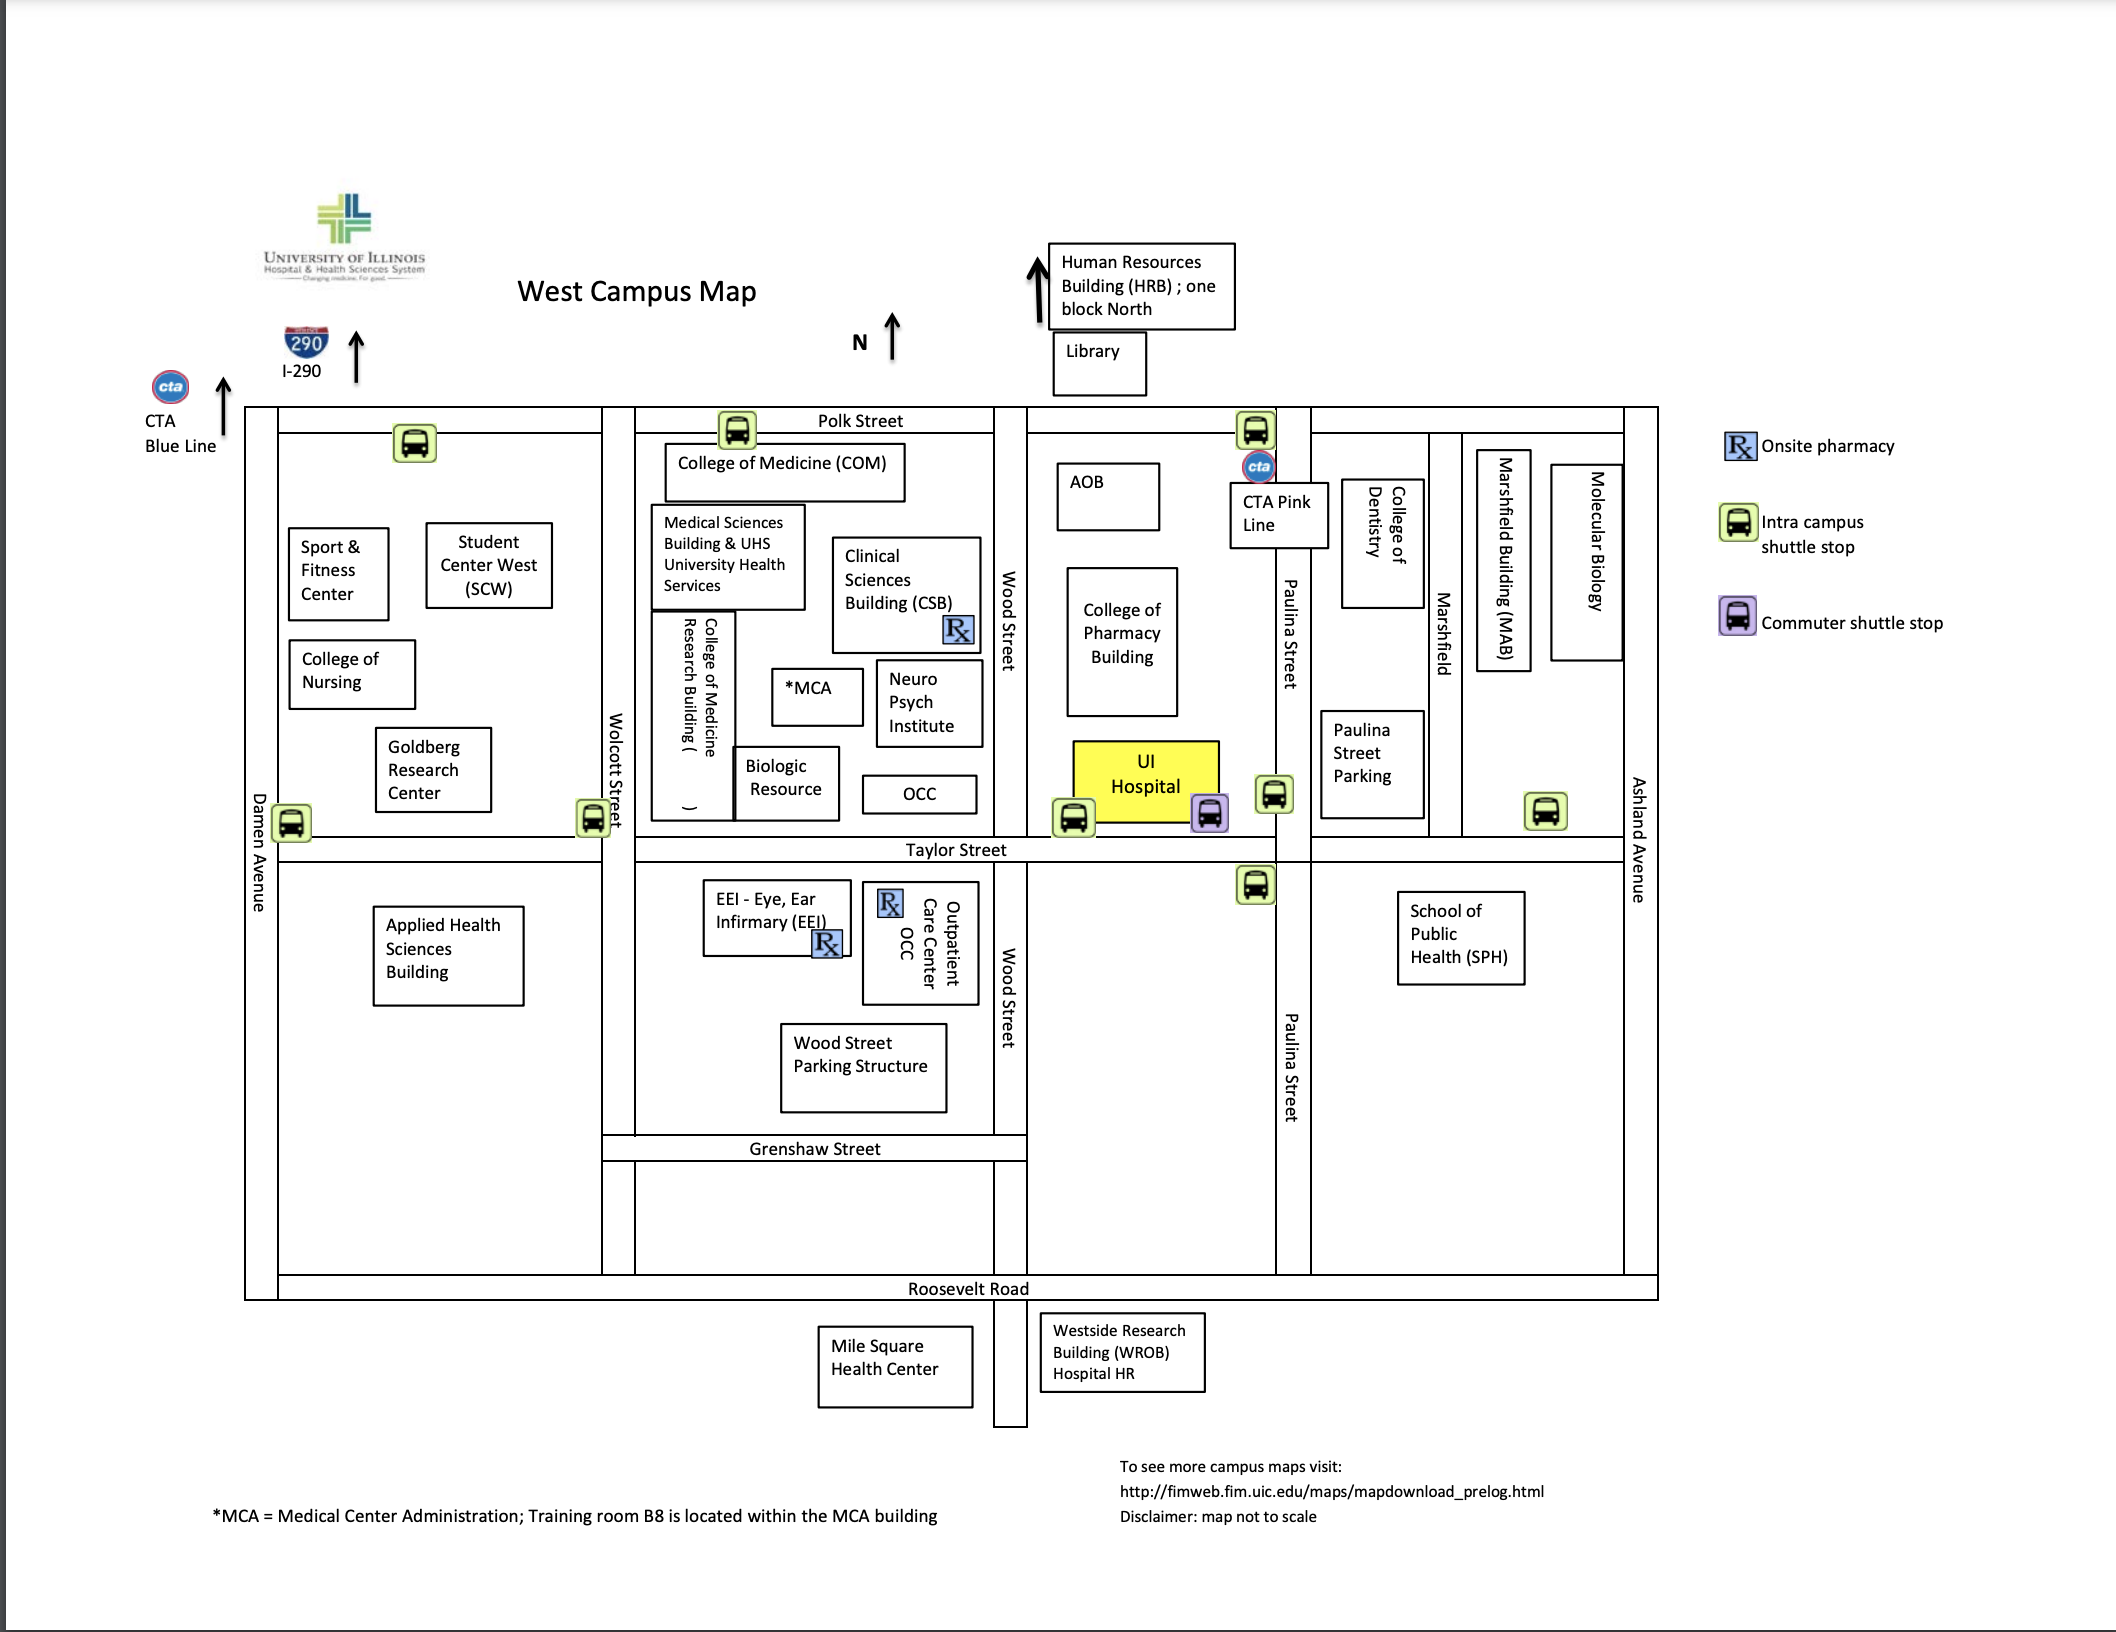 UNIVERSITY OF ILLINOIS
Hospital & Health Sciences System
Changing medicine. For good.
West Campus Map
Human Resources
Building (HRB) ; one
block North
N
290
I-290
Library
cta
CTA
Blue Line
Polk Street
College of Medicine (COM)
AOB
cta
CTA Pink
Line
College of
Dentistry
Marshfield Building (MAB)
Molecular Biology
Rx Onsite pharmacy
Intra campus
shuttle stop
Commuter shuttle stop
Sport &
Fitness
Center
Student
Center West
(SCW)
Medical Sciences
Building & UHS
University Health
Services
Clinical
Sciences
Building (CSB)
Rx
Wood Street
College of
Pharmacy
Building
Paulina Street
Marshfield
College of
Nursing
College of Medicine
Research Building ( )
*MCA
Neuro
Psych
Institute
Goldberg
Research
Center
Wolcott Street
Biologic
Resource
OCC
UI
Hospital
Paulina
Street
Parking
Damen Avenue
Taylor Street
Ashland Avenue
Applied Health
Sciences
Building
EEI - Eye, Ear
Infirmary (EEI)
Rx
Rx
Outpatient
Care Center
OCC
Wood Street
School of
Public
Health (SPH)
Wood Street
Parking Structure
Paulina Street
Grenshaw Street
Roosevelt Road
Mile Square
Health Center
Westside Research
Building (WROB)
Hospital HR
To see more campus maps visit:
http://fimweb.fim.uic.edu/maps/mapdownload_prelog.html
Disclaimer: map not to scale
*MCA = Medical Center Administration; Training room B8 is located within the MCA building